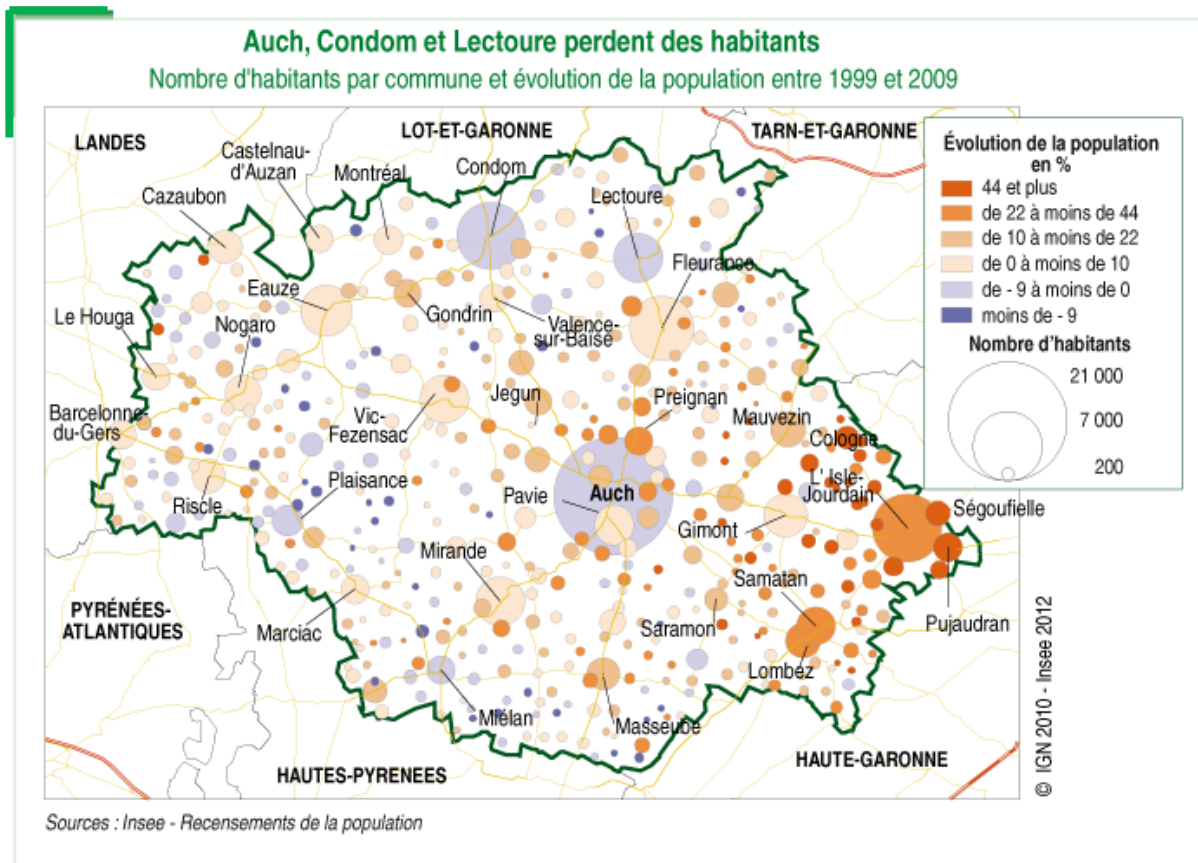 Auch, Condom et Lectoure perdent des habitants
Nombre d'habitants par commune et évolution de la population entre 1999 et 2009
LANDES
LOT-ET-GARONNE
TARN-ET-GARONNE
Castelnau-
d'Auzan
Montréal
Condom
Cazaubon
Lectoure
Fleurance
Eauze
Gondrin
Le Houga
Nogaro
Valence-
sur-Baïse
Jegun
Preignan
Barcelonne-
du-Gers
Vic-
Fezensac
Mauvezin
Cologne
L' Isle-
Jourdain
Riscle
Plaisance
Pavie
Auch
Ségoufielle
Gimont
Mirande
Samatan
PYRÉNÉES-
ATLANTIQUES
Marciac
Saramon
Pujaudran
Lombez
Miélan
Masseube
HAUTES-PYRENEES
HAUTE-GARONNE
Évolution de la population
en %
44 et plus
de 22 à moins de 44
de 10 à moins de 22
de 0 à moins de 10
de - 9 à moins de 0
moins de - 9
Nombre d'habitants
21 000
7 000
200
© IGN 2010 - Insee 2012
Sources : Insee - Recensements de la population